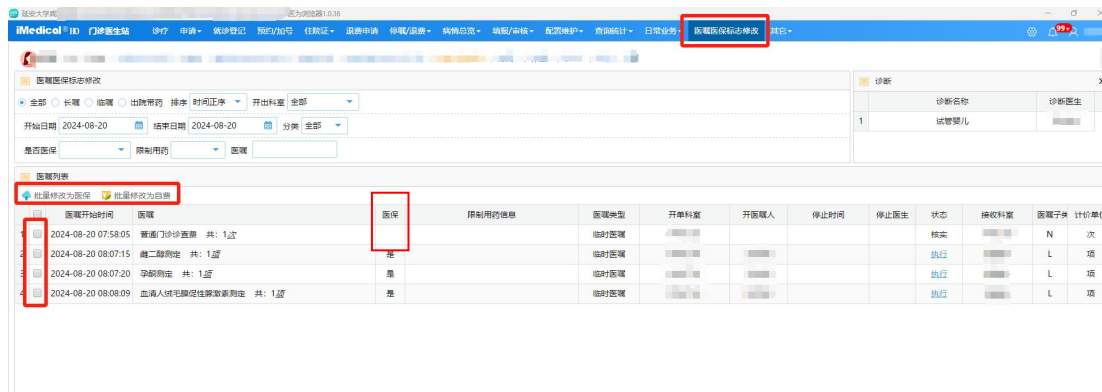 延安大学咸 医为浏览器1.0.36
iMedical HD 门诊医生站 诊疗 申请 就诊登记 预约/加号 住院证 退费申请 停嘱/退费 病情总览 填报/审核 配置维护 查询统计 日常业务 医嘱医保标志修改 其它 99+
医嘱医保标志修改
全部 长嘱 临嘱 出院带药 排序 时间正序 开出科室 全部
开始日期 2024-08-20 结束日期 2024-08-20 分类 全部
是否医保 限制用药 医嘱
诊断
诊断名称 诊断医生
1 试管婴儿
医嘱列表
批量修改为医保 批量修改为自费
医嘱开始时间 医嘱 医保 限制用药信息 医嘱类型 开单科室 开医嘱人 停止时间 停止医生 状态 接收科室 医嘱子类 计价单位
1 2024-08-20 07:58:05 普通门诊诊查费 共：1次 临时医嘱 核实 N 次
2 2024-08-20 08:07:15 雌二醇测定 共：1项 是 临时医嘱 执行 L 项
3 2024-08-20 08:07:20 孕酮测定 共：1项 是 临时医嘱 执行 L 项
4 2024-08-20 08:08:09 血清人绒毛膜促性腺激素测定 共：1项 是 临时医嘱 执行 L 项